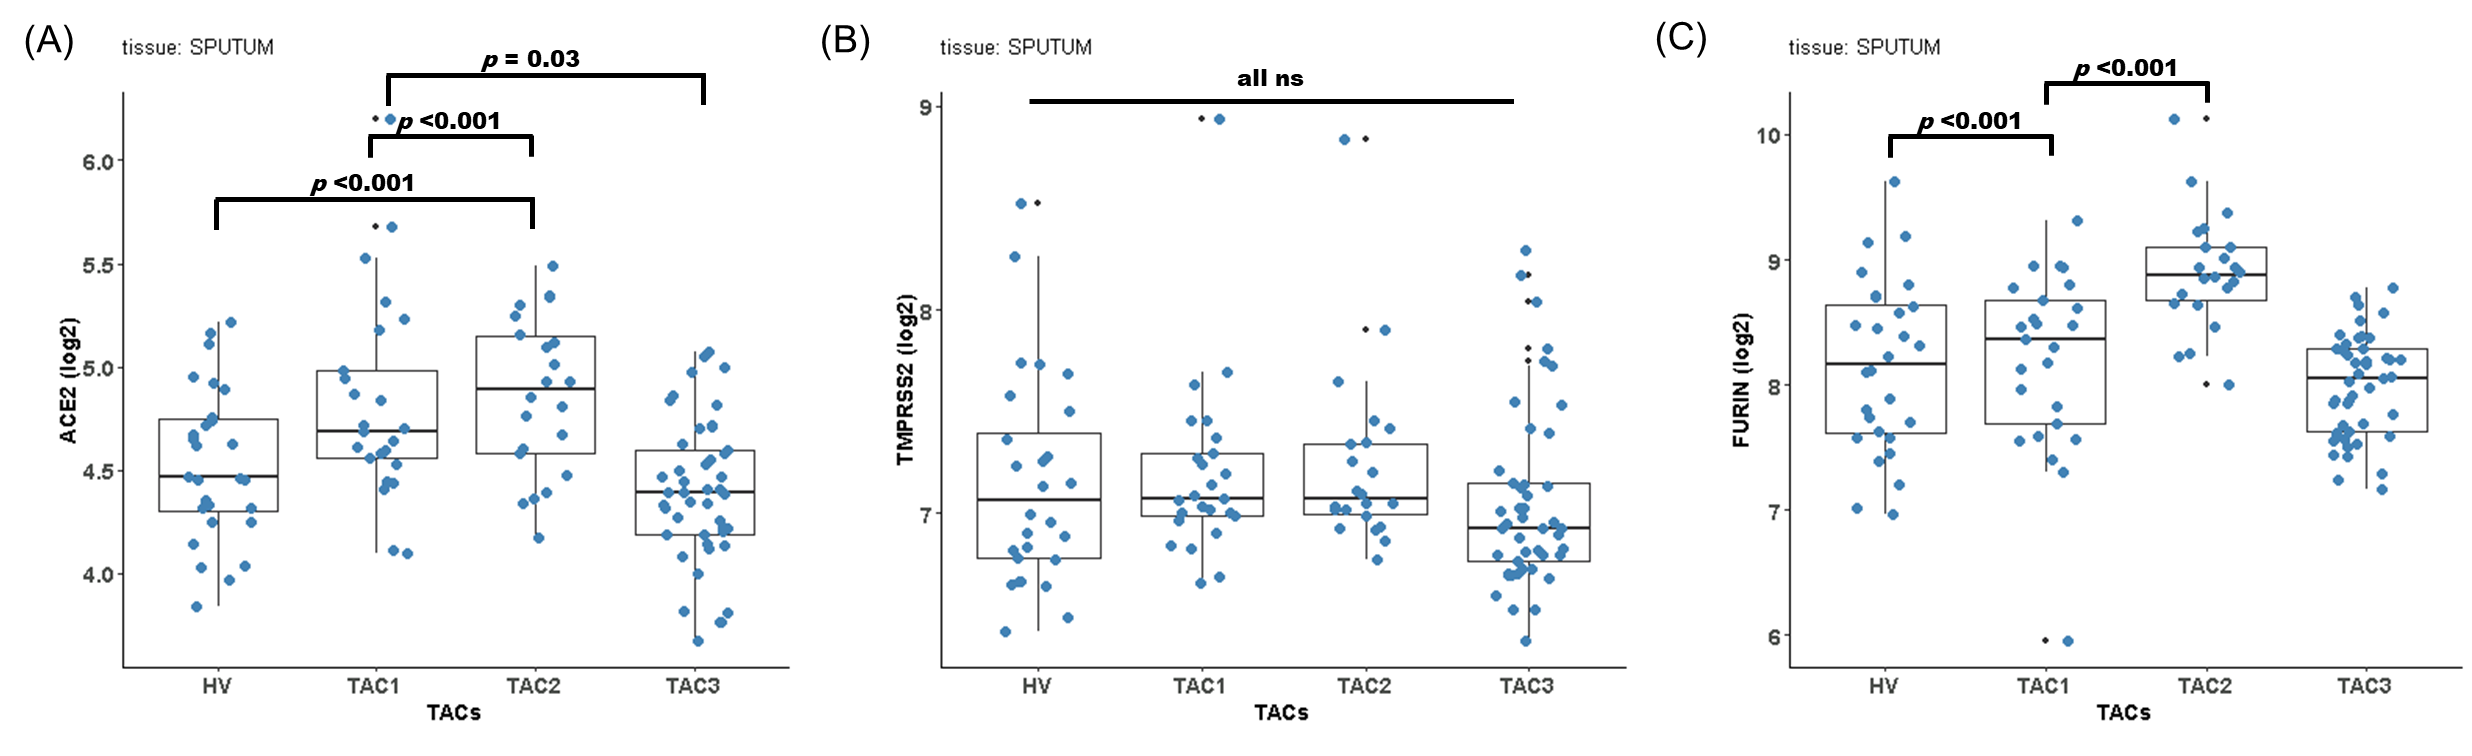 (A)
tissue: SPUTUM
p = 0.03
p <0.001
p <0.001
6.0
5.5
5.0
4.5
4.0
ACE2 (log2)
HV TAC1 TAC2 TAC3
TACs
(B)
tissue: SPUTUM
all ns
9
8
7
TMPRSS2 (log2)
HV TAC1 TAC2 TAC3
TACs
(C)
tissue: SPUTUM
p <0.001
p <0.001
10
9
8
7
6
FURIN (log2)
HV TAC1 TAC2 TAC3
TACs